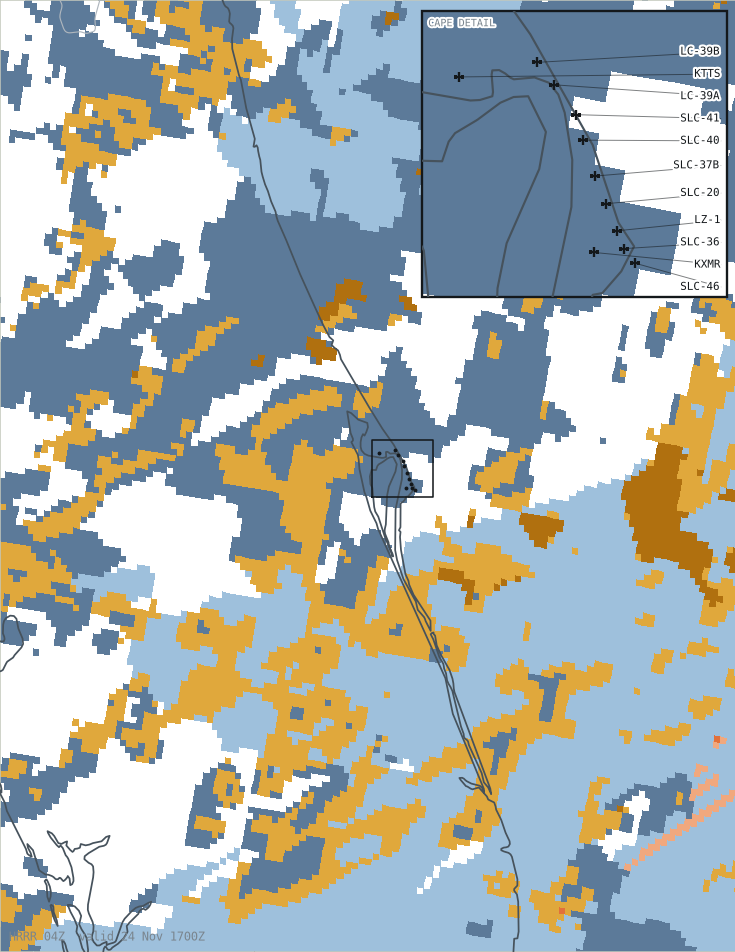 CAPE DETAIL
LC-39B
KTTS
LC-39A
SLC-41
SLC-40
SLC-37B
SLC-20
LZ-1
SLC-36
KXMR
SLC-46
HRRR 04Z, valid 24 Nov 1700Z